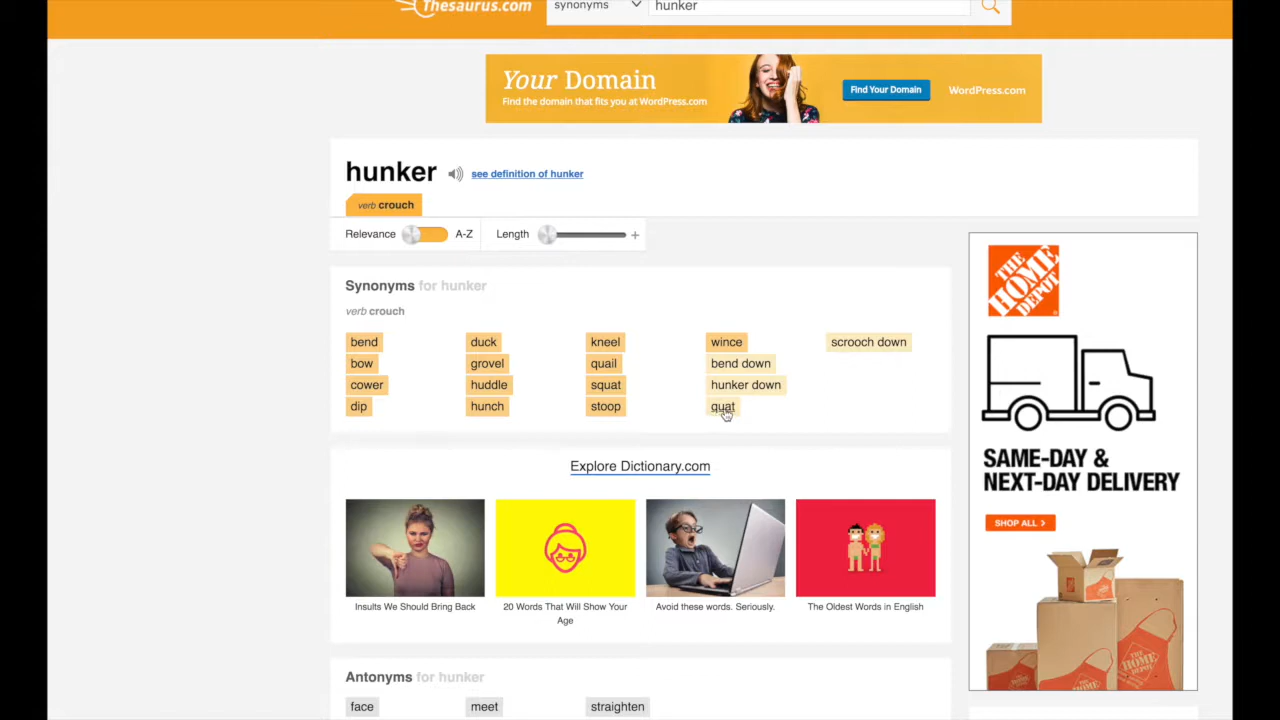 Thesaurus.com
synonyms
hunker
Your Domain
Find the domain that fits you at WordPress.com
Find Your Domain
WordPress.com
hunker
see definition of hunker
verb crouch
Relevance
A-Z
Length
+
Synonyms for hunker
verb crouch
bend
bow
cower
dip
duck
grovel
huddle
hunch
kneel
quail
squat
stoop
wince
bend down
hunker down
quat
scrooch down
THE HOME DEPOT
SAME-DAY &
NEXT-DAY DELIVERY
SHOP ALL >
THE HOME DEPOT
Explore Dictionary.com
Insults We Should Bring Back
20 Words That Will Show Your
Age
Avoid these words. Seriously.
The Oldest Words in English
Antonyms for hunker
face
meet
straighten